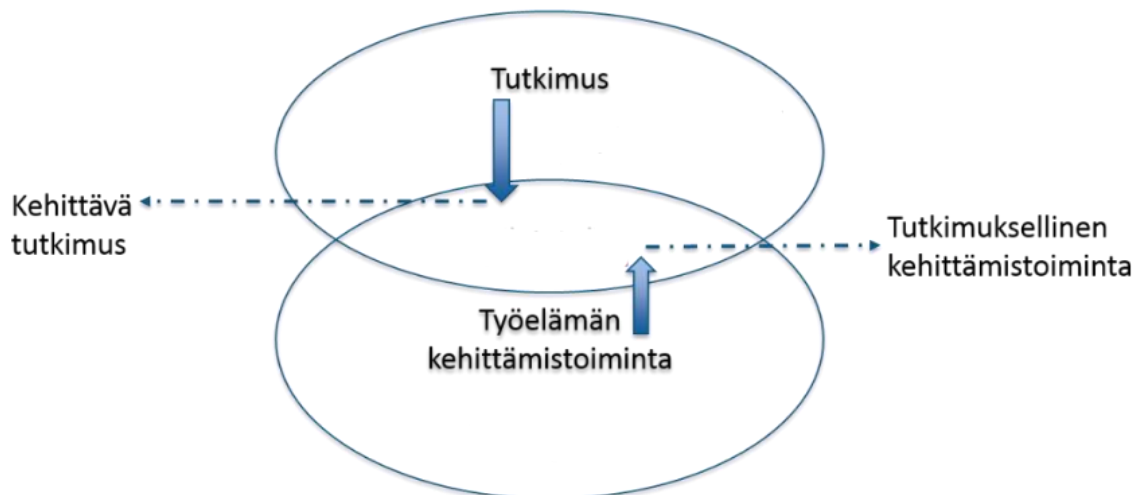 Tutkimus
Kehittävä
tutkimus
Tutkimuksellinen
kehittämistoiminta
Työelämän
kehittämistoiminta